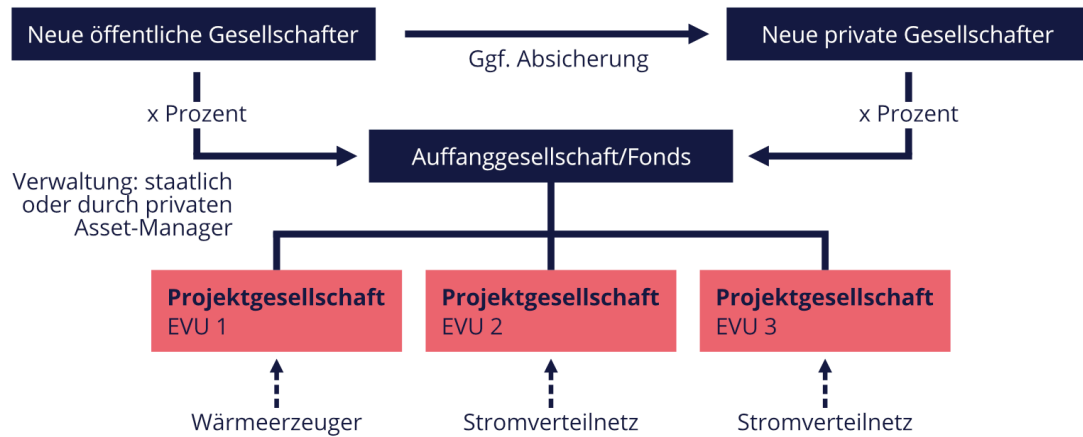 Neue öffentliche Gesellschafter
Neue private Gesellschafter
Ggf. Absicherung
x Prozent
x Prozent
Auffanggesellschaft/Fonds
Verwaltung: staatlich
oder durch privaten
Asset-Manager
Projektgesellschaft
EVU 1
Projektgesellschaft
EVU 2
Projektgesellschaft
EVU 3
Wärmeerzeuger
Stromverteilnetz
Stromverteilnetz